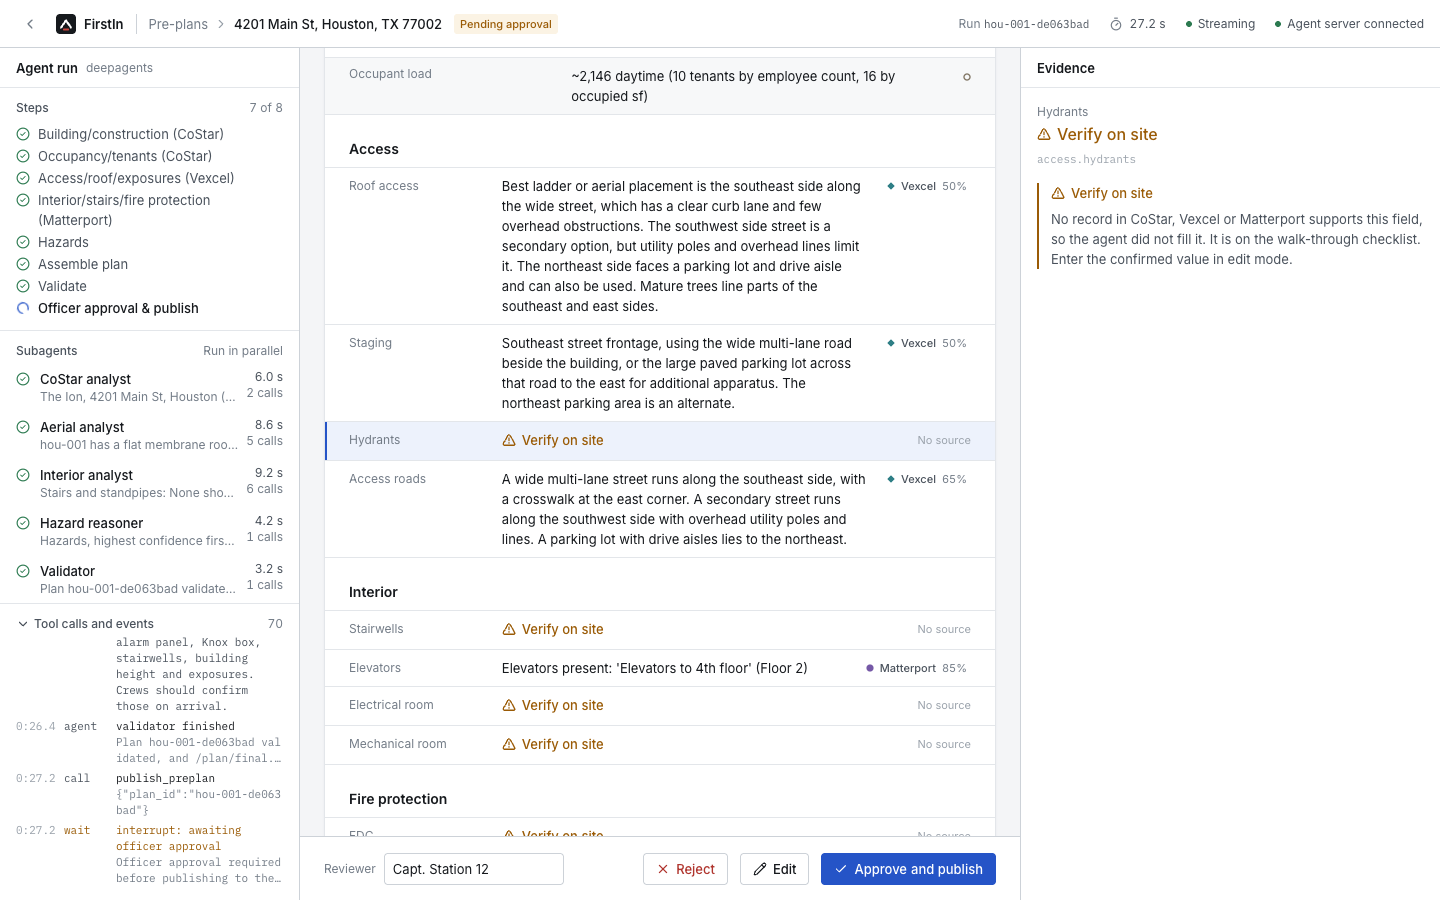 FirstIn
Pre-plans
4201 Main St, Houston, TX 77002
Pending approval
Run hou-001-de063bad
27.2 s
Streaming
Agent server connected
Agent run deepagents
Steps 7 of 8
Building/construction (CoStar)
Occupancy/tenants (CoStar)
Access/roof/exposures (Vexcel)
Interior/stairs/fire protection
(Matterport)
Hazards
Assemble plan
Validate
Officer approval & publish
Subagents Run in parallel
CoStar analyst 6.0 s
The Ion, 4201 Main St, Houston (... 2 calls
Aerial analyst 8.6 s
hou-001 has a flat membrane roo... 5 calls
Interior analyst 9.2 s
Stairs and standpipes: None sho... 6 calls
Hazard reasoner 4.2 s
Hazards, highest confidence firs... 1 calls
Validator 3.2 s
Plan hou-001-de063bad validate... 1 calls
Tool calls and events 70
alarm panel, Knox box,
stairwells, building
height and exposures.
Crews should confirm
those on arrival.
0:26.4 agent validator finished
Plan hou-001-de063bad val
idated, and /plan/final.…
0:27.2 call publish_preplan
{"plan_id":"hou-001-de063
bad"}
0:27.2 wait interrupt: awaiting
officer approval
Officer approval required
before publishing to the…
Occupant load
~2,146 daytime (10 tenants by employee count, 16 by
occupied sf)
Access
Roof access
Best ladder or aerial placement is the southeast side along
the wide street, which has a clear curb lane and few
overhead obstructions. The southwest side street is a
secondary option, but utility poles and overhead lines limit
it. The northeast side faces a parking lot and drive aisle
and can also be used. Mature trees line parts of the
southeast and east sides.
Vexcel 50%
Staging
Southeast street frontage, using the wide multi-lane road
beside the building, or the large paved parking lot across
that road to the east for additional apparatus. The
northeast parking area is an alternate.
Vexcel 50%
Hydrants Verify on site No source
Access roads
A wide multi-lane street runs along the southeast side, with
a crosswalk at the east corner. A secondary street runs
along the southwest side with overhead utility poles and
lines. A parking lot with drive aisles lies to the northeast.
Vexcel 65%
Interior
Stairwells Verify on site No source
Elevators Elevators present: 'Elevators to 4th floor' (Floor 2) Matterport 85%
Electrical room Verify on site No source
Mechanical room Verify on site No source
Fire protection
FDC Verify on site No source
Reviewer Capt. Station 12
Reject
Edit
Approve and publish
Evidence
Hydrants
Verify on site
access.hydrants
Verify on site
No record in CoStar, Vexcel or Matterport supports this field,
so the agent did not fill it. It is on the walk-through checklist.
Enter the confirmed value in edit mode.